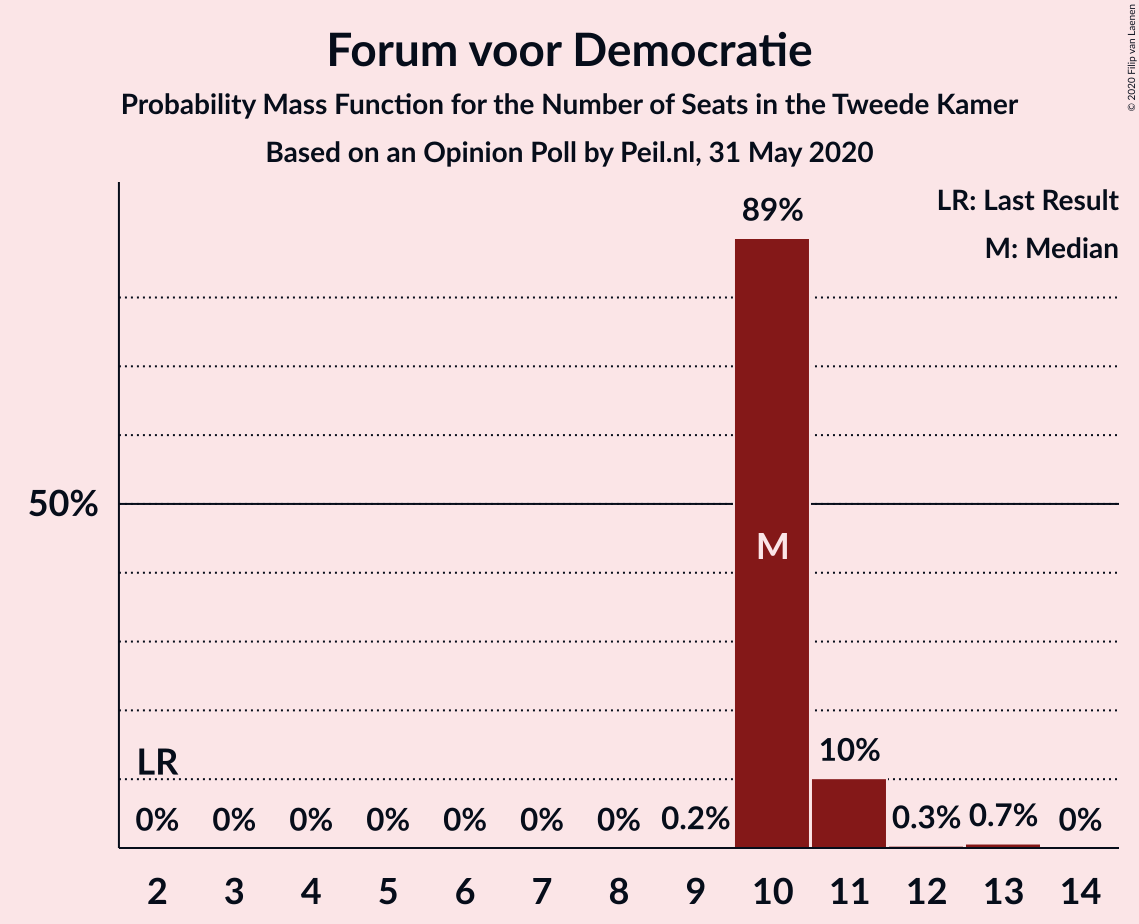 Forum voor Democratie
Probability Mass Function for the Number of Seats in the Tweede Kamer
Based on an Opinion Poll by Peil.nl, 31 May 2020
© 2020 Filip van Laenen
LR: Last Result
M: Median
89%
50%
M
LR
10%
0% 0% 0% 0% 0% 0% 0% 0.2% 0.3% 0.7% 0%
2 3 4 5 6 7 8 9 10 11 12 13 14